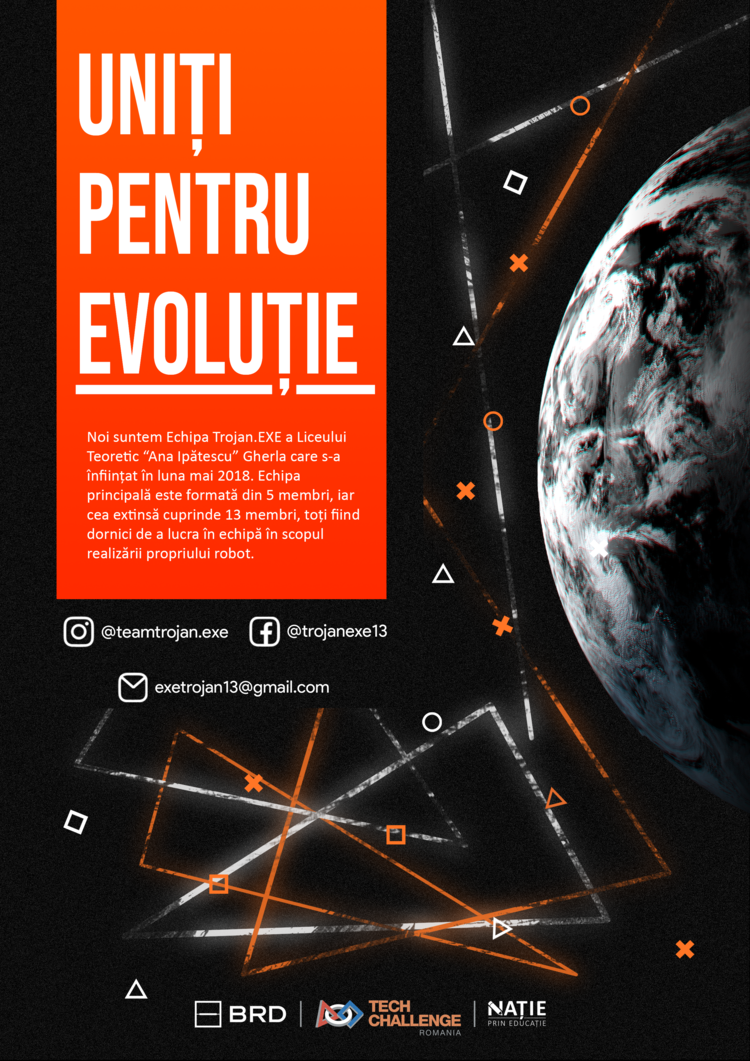 UNIȚI
PENTRU
EVOLUȚIE
Noi suntem Echipa Trojan.EXE a Liceului
Teoretic “Ana Ipătescu” Gherla care s-a
înființat în luna mai 2018. Echipa
principală este formată din 5 membri, iar
cea extinsă cuprinde 13 membri, toți fiind
dornici de a lucra în echipă în scopul
realizării propriului robot.
@teamtrojan.exe @trojanexe13
exetrojan13@gmail.com
BRD
TECH
CHALLENGE
ROMANIA
NAȚIE
PRIN EDUCAȚIE